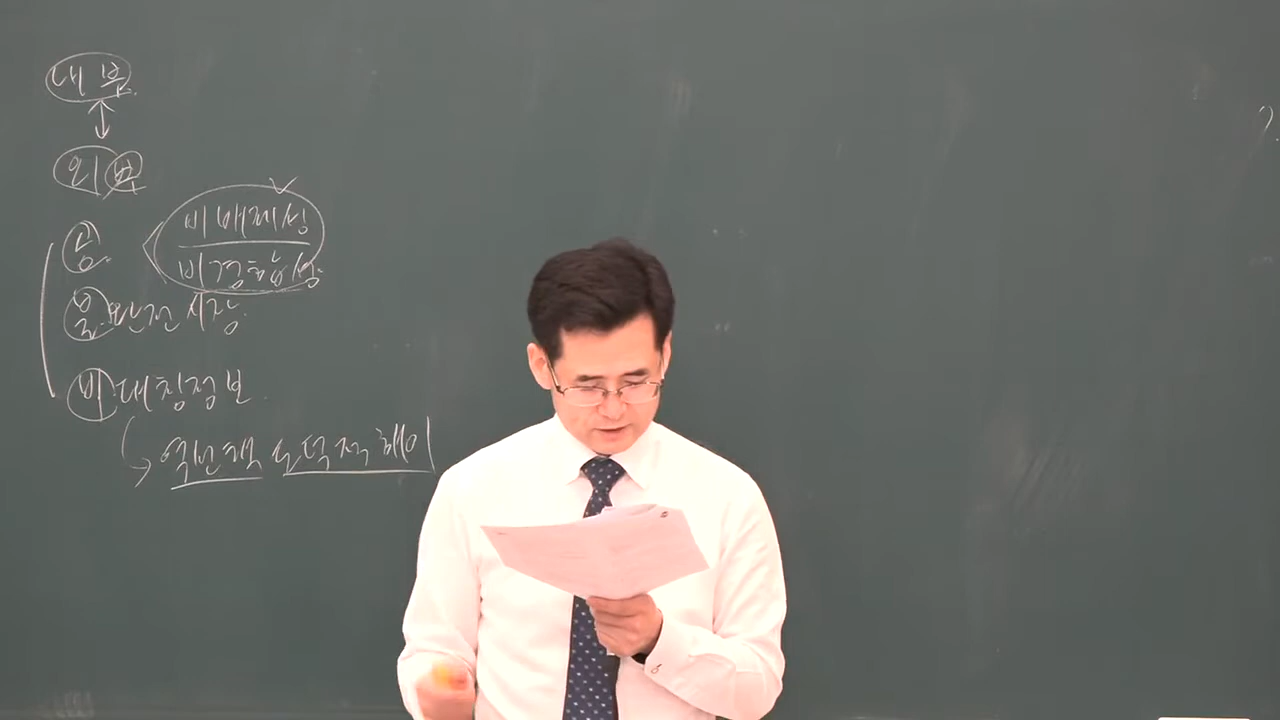 내부
외부
공 비배제성
비경합성
불완전시장
비대칭정보
역선택 도덕적 해이